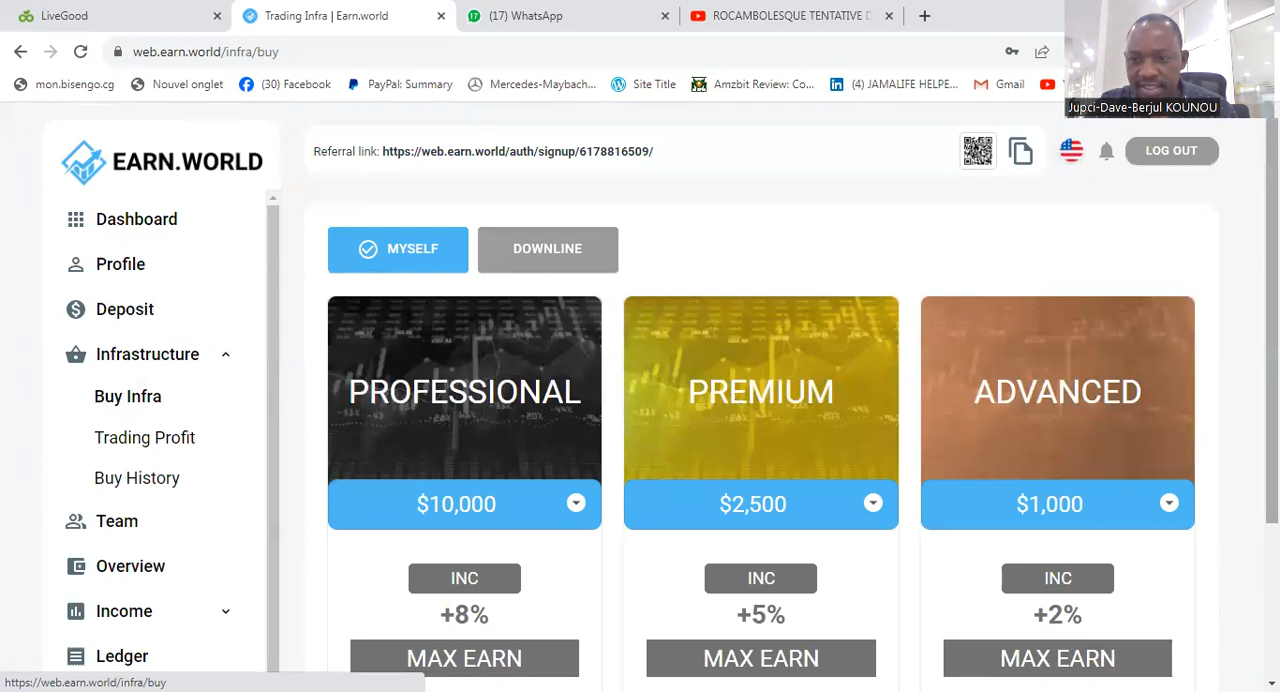 LiveGood
Trading Infra | Earn.world
(17) WhatsApp
ROCAMBOLESQUE TENTATIVE D
web.earn.world/infra/buy
mon.bisengo.cg
Nouvel onglet
(30) Facebook
PayPal: Summary
Mercedes-Maybach...
Site Title
Amzbit Review: Co...
(4) JAMALIFE HELPE...
Gmail
Jupci-Dave-Berjul KOUNOU
EARN.WORLD
Referral link: https://web.earn.world/auth/signup/6178816509/
LOG OUT
Dashboard
Profile
Deposit
Infrastructure
Buy Infra
Trading Profit
Buy History
Team
Overview
Income
Ledger
MYSELF
DOWNLINE
PROFESSIONAL
$10,000
INC
+8%
MAX EARN
PREMIUM
$2,500
INC
+5%
MAX EARN
ADVANCED
$1,000
INC
+2%
MAX EARN
https://web.earn.world/infra/buy